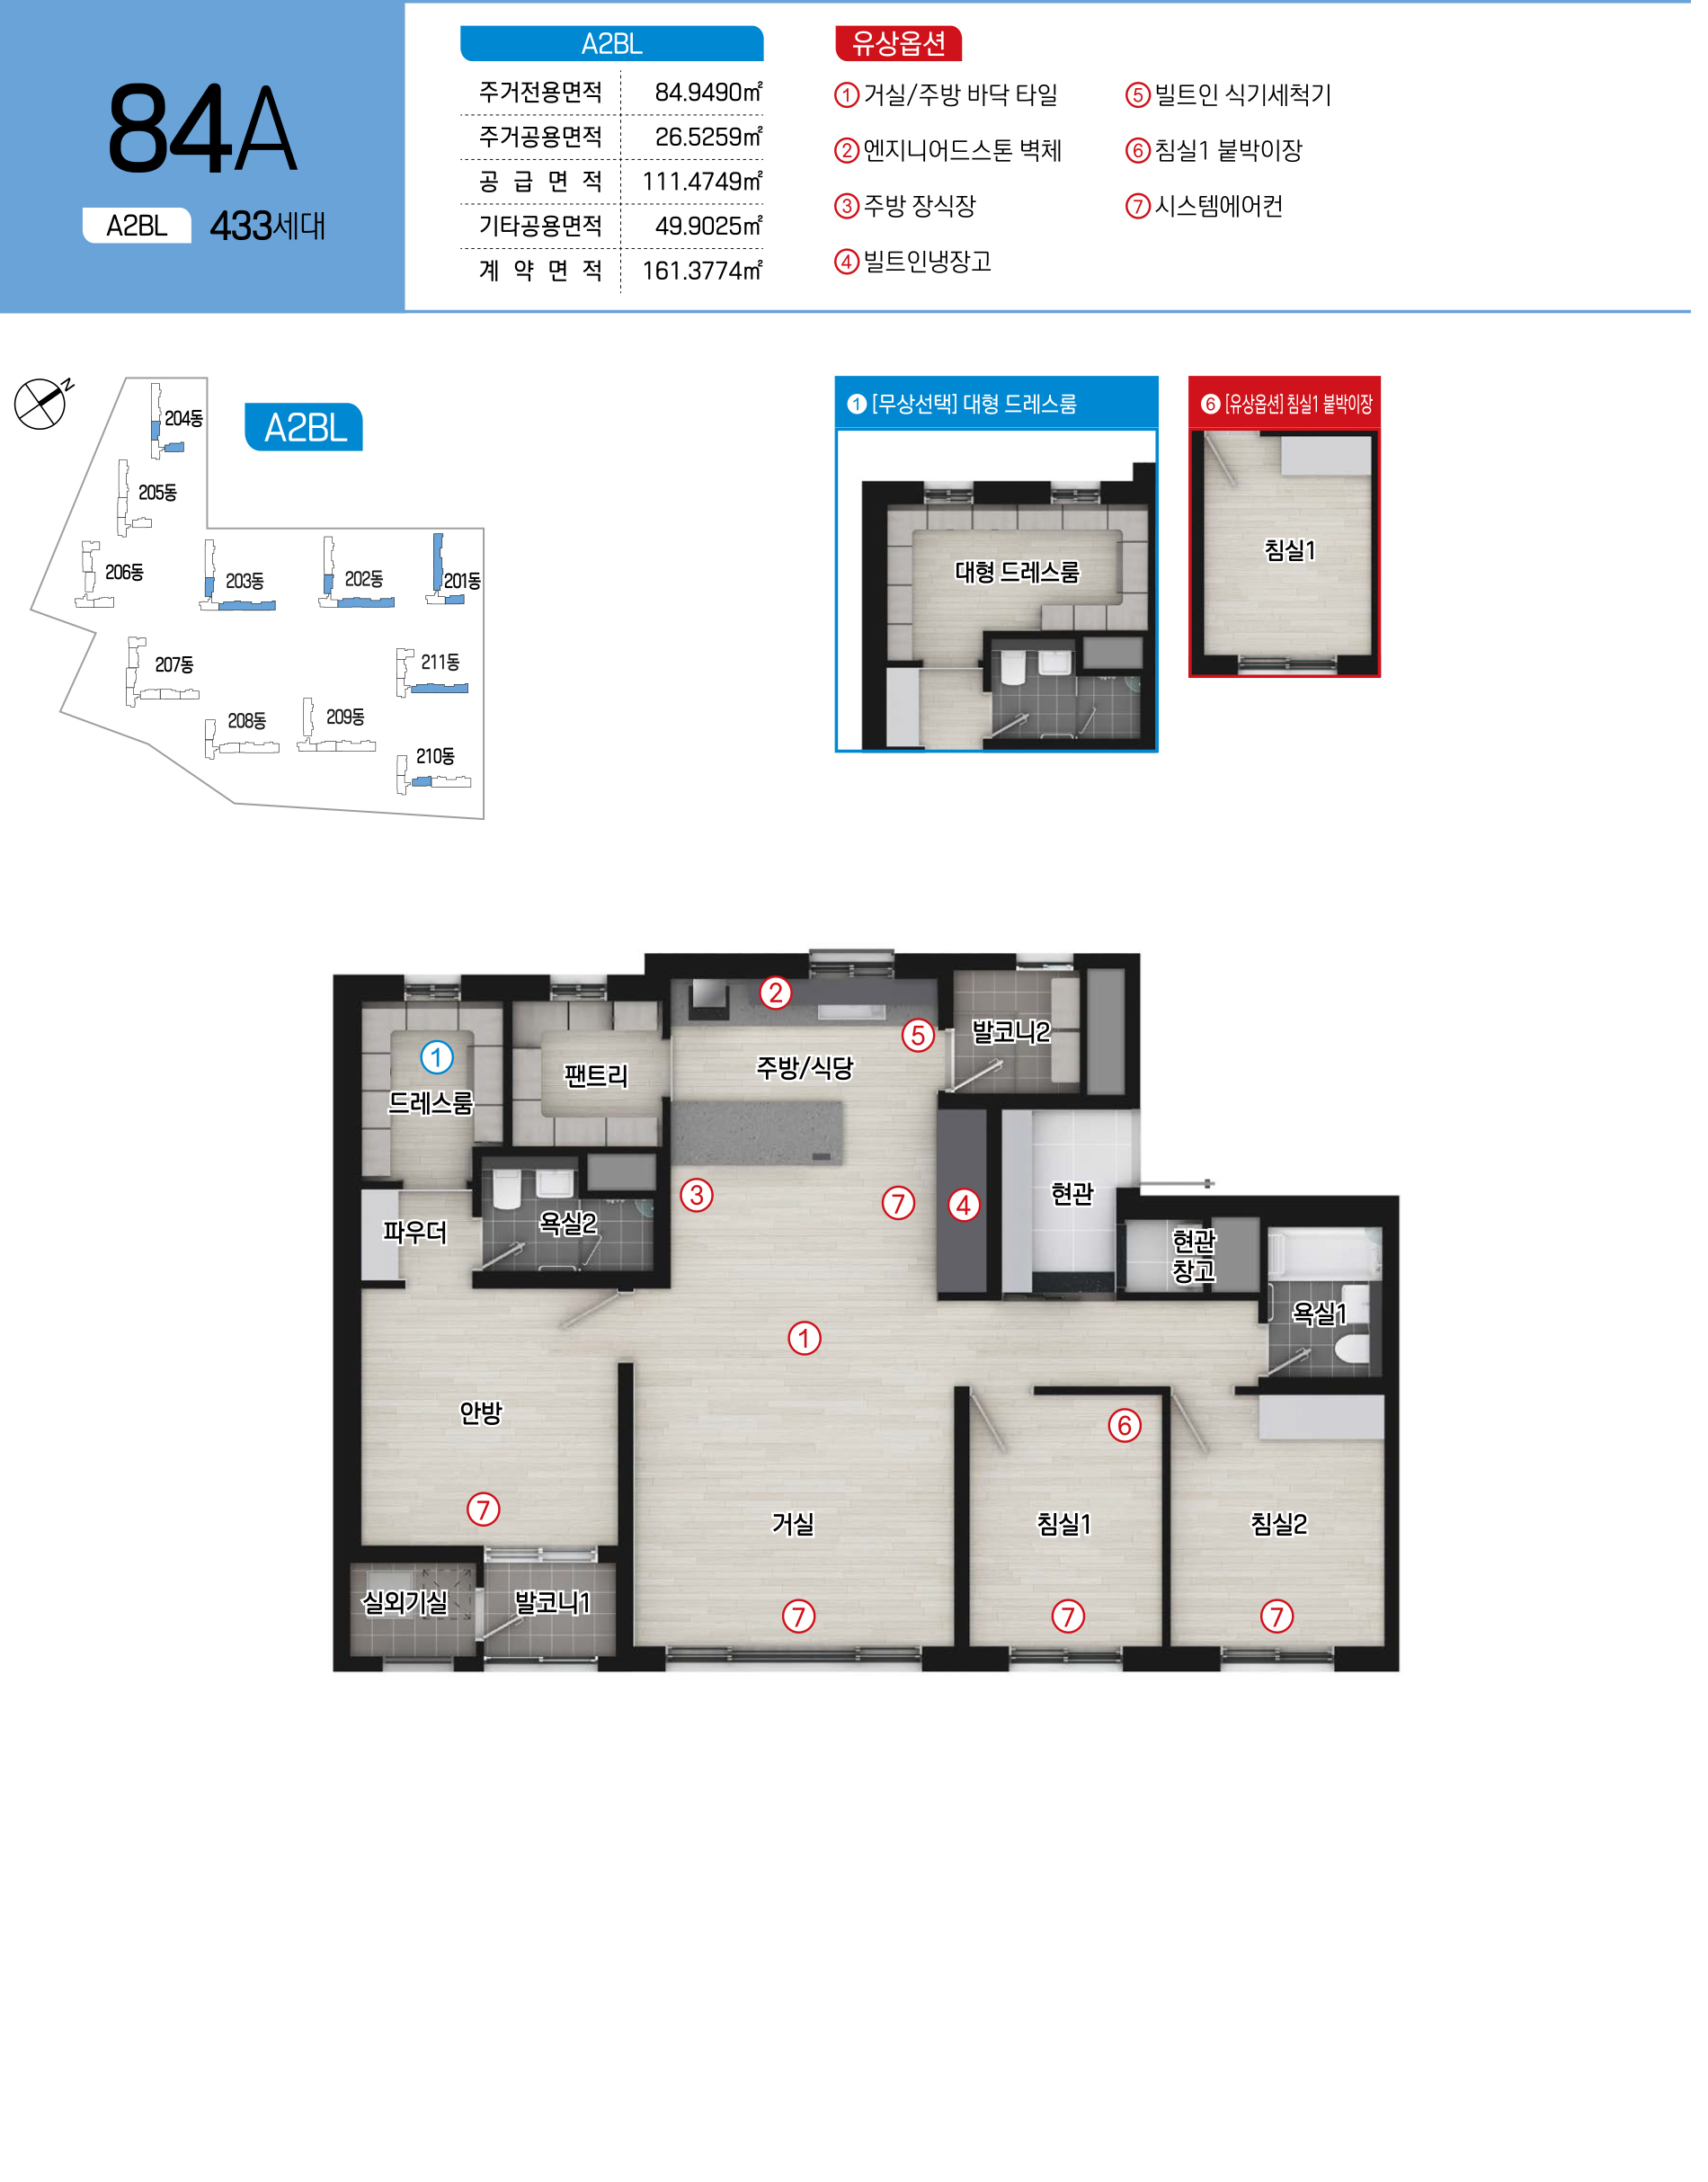 84A
A2BL 433세대
A2BL
주거전용면적 84.9490㎡
주거공용면적 26.5259㎡
공 급 면 적 111.4749㎡
기타공용면적 49.9025㎡
계 약 면 적 161.3774㎡
유상옵션
① 거실/주방 바닥 타일
② 엔지니어드스톤 벽체
③ 주방 장식장
④ 빌트인냉장고
⑤ 빌트인 식기세척기
⑥ 침실1 붙박이장
⑦ 시스템에어컨
N
A2BL
204동
205동
206동
203동
202동
201동
207동
211동
208동
209동
210동
❶ [무상선택] 대형 드레스룸
대형 드레스룸
❻ [유상옵션] 침실1 붙박이장
침실1
②
⑤
발코니2
①
드레스룸
팬트리
주방/식당
③
⑦
④
현관
파우더
욕실2
현관
창고
욕실1
①
안방
⑥
⑦
거실
침실1
침실2
실외기실
발코니1
⑦
⑦
⑦